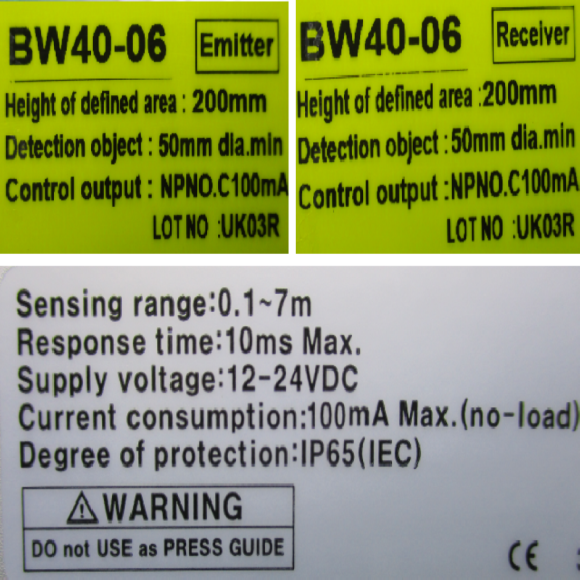 BW40-06 Emitter
Height of defined area : 200mm
Detection object : 50mm dia.min
Control output : NPNO.C100mA
LOT NO :UK03R
BW40-06 Receiver
Height of defined area :200mm
Detection object :50mm dia.min
Control output :NPNO.C100mA
LOT NO :UK03R
Sensing range:0.1~7m
Response time:10ms Max.
Supply voltage:12-24VDC
Current consumption:100mA Max.(no-load)
Degree of protection:IP65(IEC)
⚠WARNING
DO not USE as PRESS GUIDE
CE